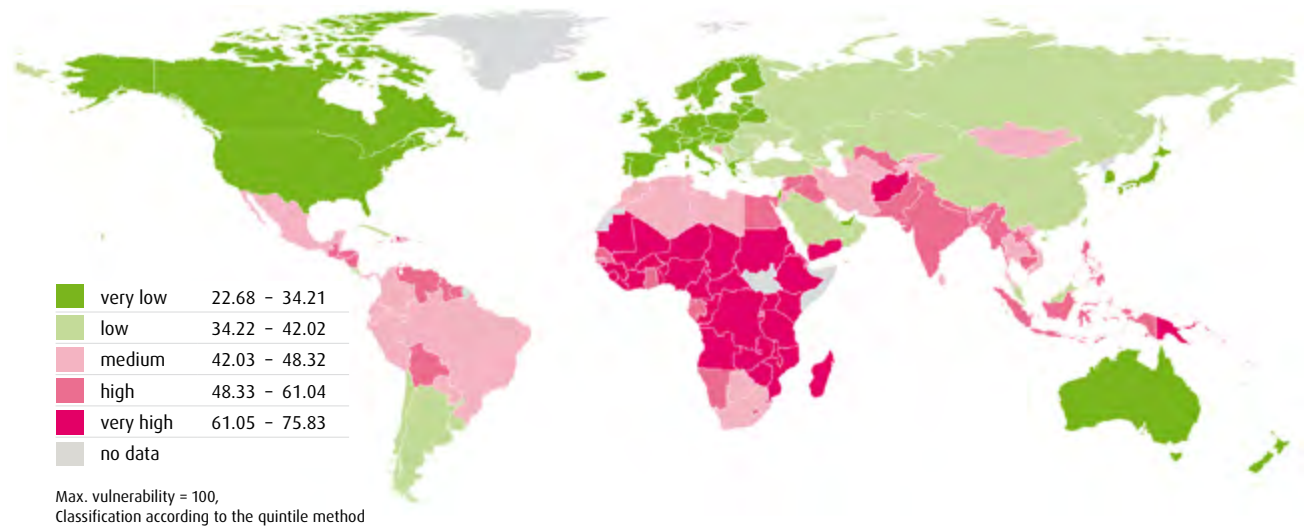 very low 22.68 – 34.21
low 34.22 – 42.02
medium 42.03 – 48.32
high 48.33 – 61.04
very high 61.05 – 75.83
no data
Max. vulnerability = 100,
Classification according to the quintile method